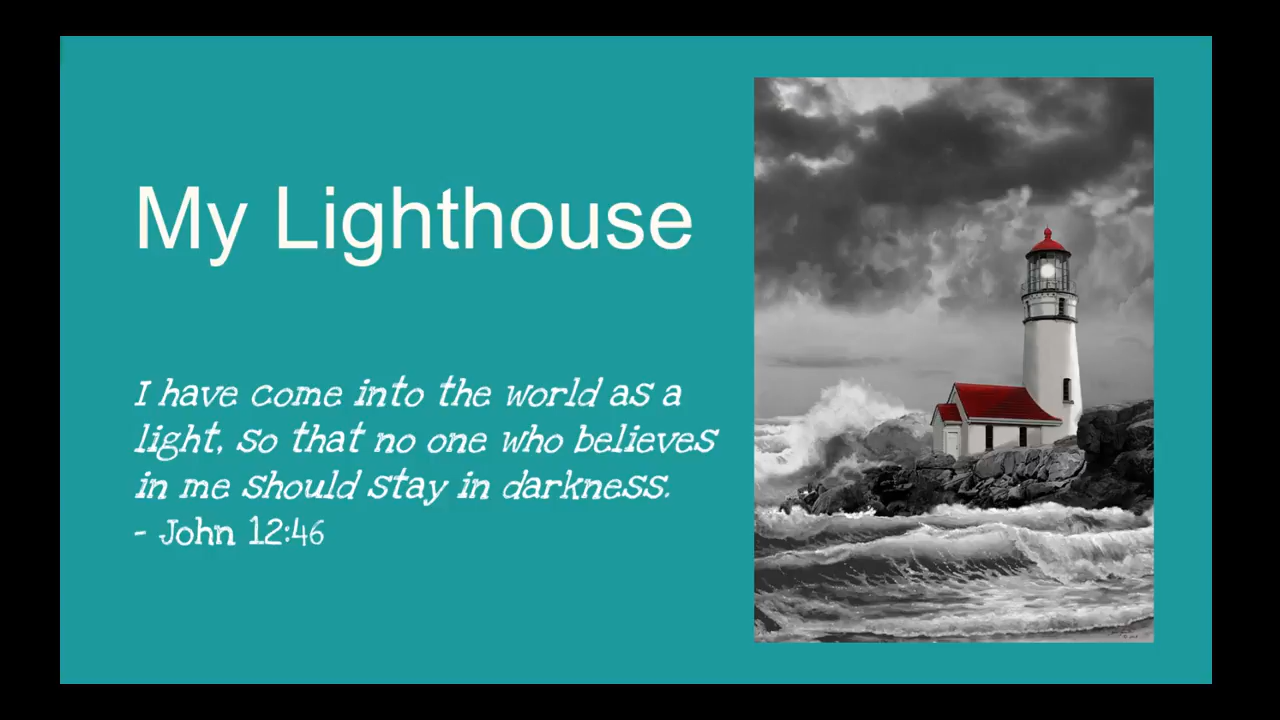 My Lighthouse
I have come into the world as a
light, so that no one who believes
in me should stay in darkness.
- John 12:46